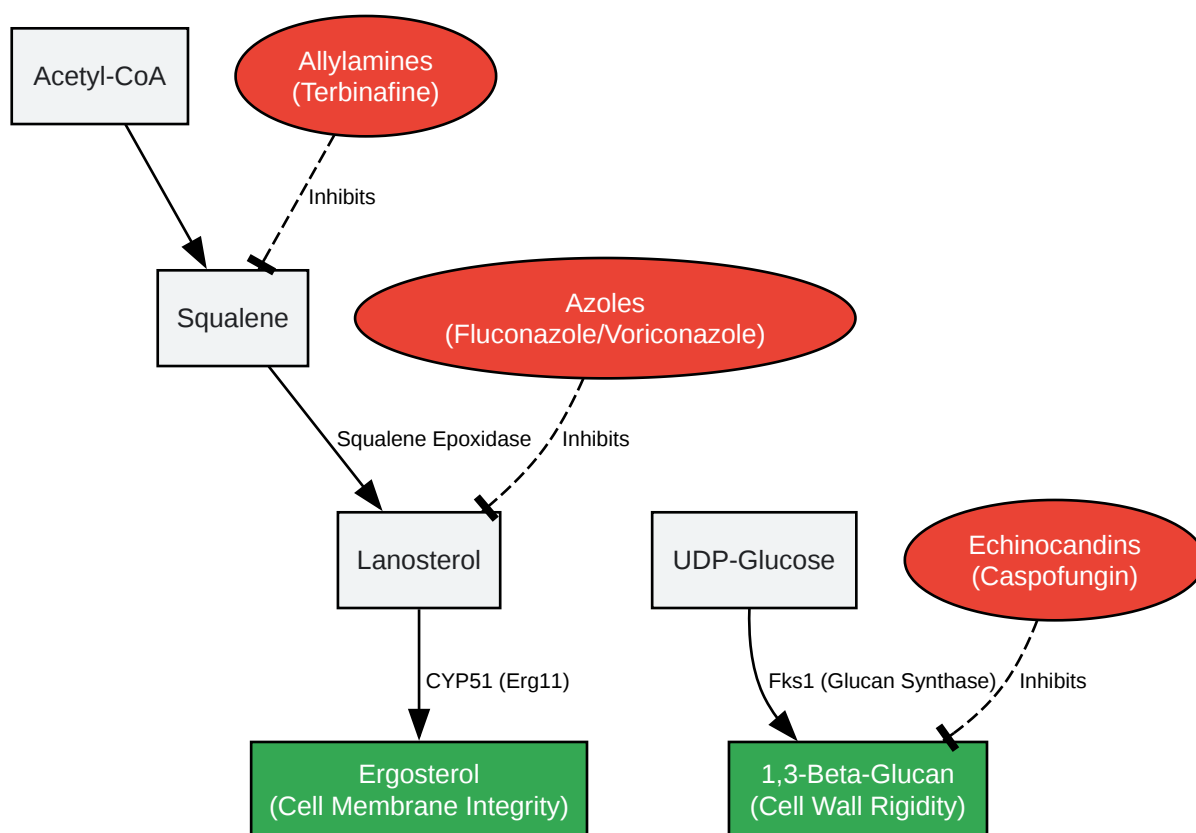 Acetyl-CoA
Allylamines
(Terbinafine)
Inhibits
Squalene
Azoles
(Fluconazole/Voriconazole)
Squalene Epoxidase
Inhibits
Lanosterol
UDP-Glucose
Echinocandins
(Caspofungin)
CYP51 (Erg11)
Fks1 (Glucan Synthase)
Inhibits
Ergosterol
(Cell Membrane Integrity)
1,3-Beta-Glucan
(Cell Wall Rigidity)